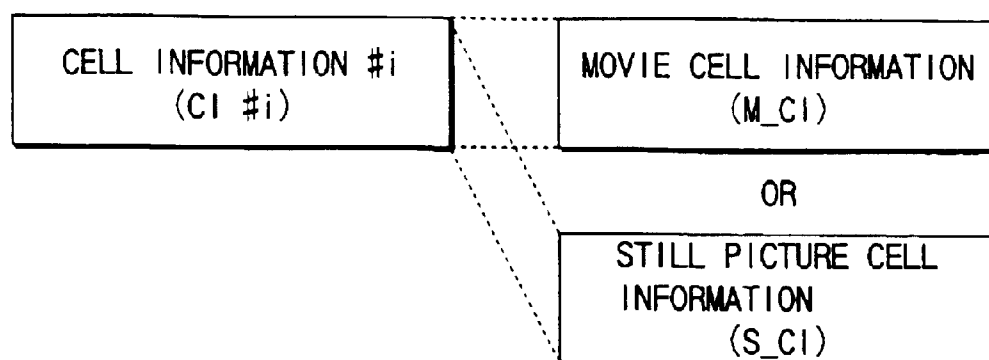 CELL INFORMATION #i
(CI #i)
MOVIE CELL INFORMATION
(M_CI)
OR
STILL PICTURE CELL
INFORMATION
(S_CI)